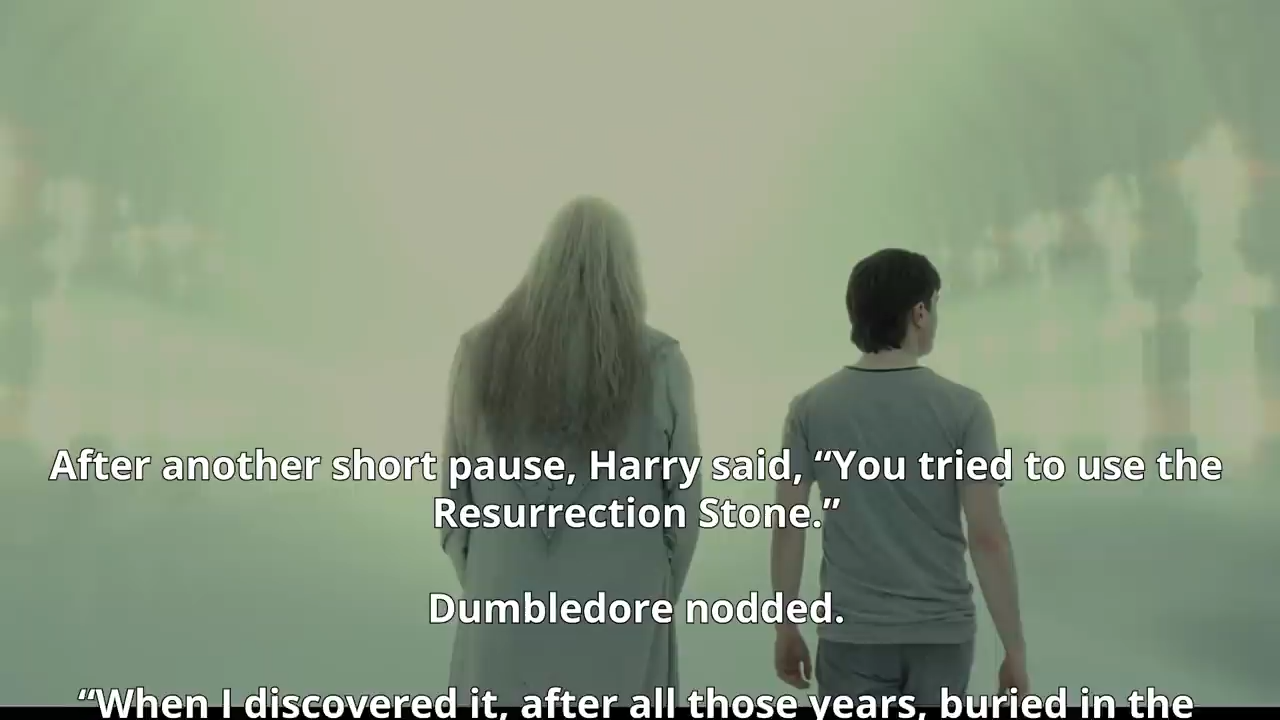 After another short pause, Harry said, “You tried to use the
Resurrection Stone.”
Dumbledore nodded.
“When I discovered it, after all those years, buried in the